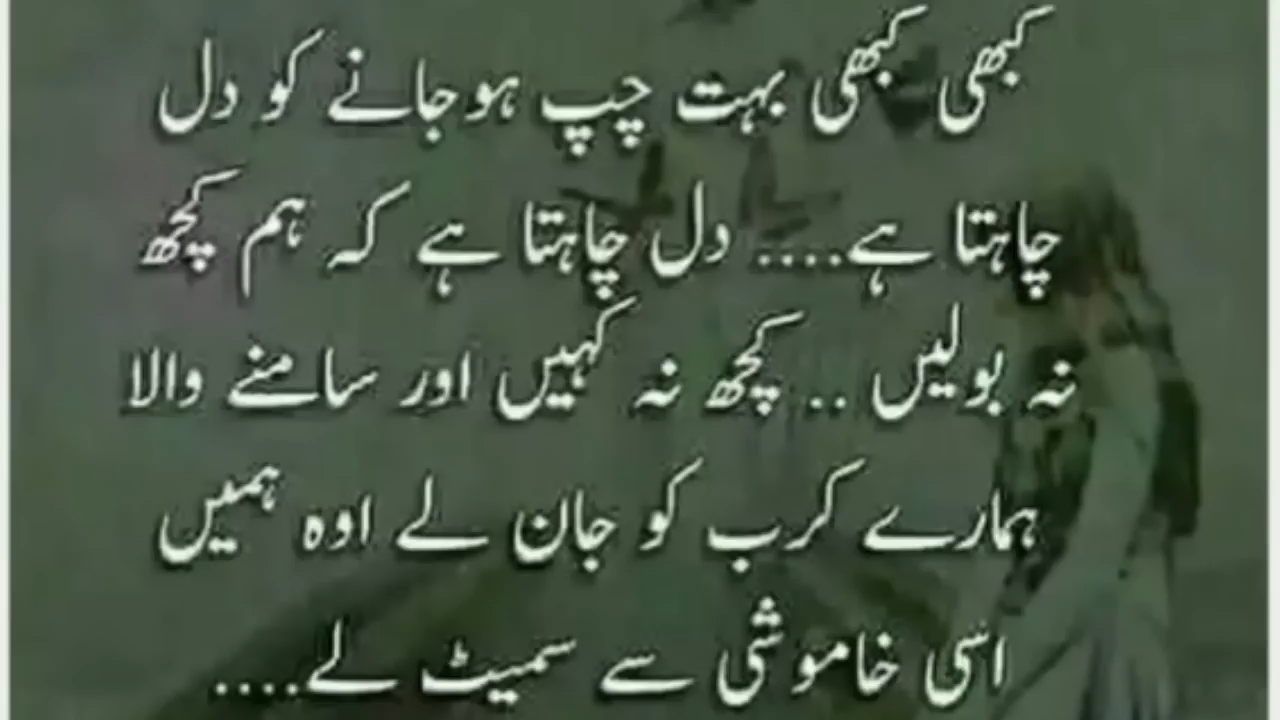 کبھی کبھی بہت چپ ہو جانے کو دل
چاہتا ہے.... دل چاہتا ہے کہ ہم کچھ
نہ بولیں .. کچھ نہ کہیں اور سامنے والا
ہمارے کرب کو جان لے اوہ ہمیں
اسی خاموشی سے سمیٹ لے....